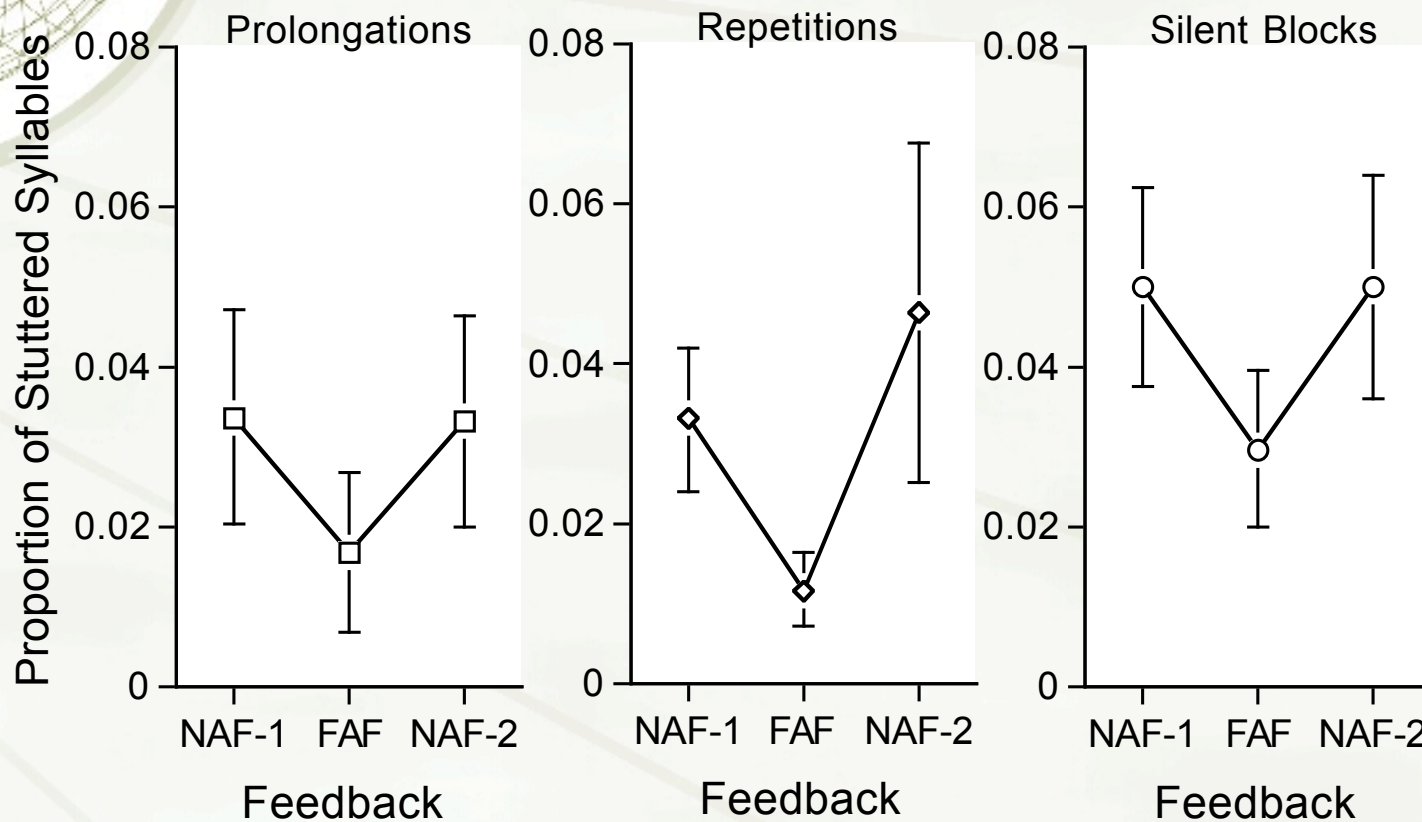 Proportion of Stuttered Syllables
Prolongations
0.08
0.06
0.04
0.02
0
NAF-1 FAF NAF-2
Feedback
Repetitions
0.08
0.06
0.04
0.02
0
NAF-1 FAF NAF-2
Feedback
Silent Blocks
0.08
0.06
0.04
0.02
0
NAF-1 FAF NAF-2
Feedback